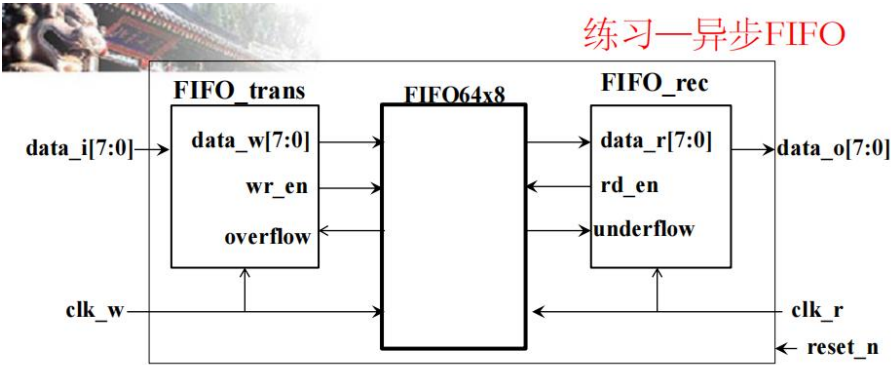 练习—异步FIFO
FIFO_trans
FIFO64x8
FIFO_rec
data_i[7:0]
data_w[7:0]
data_r[7:0]
data_o[7:0]
wr_en
rd_en
overflow
underflow
clk_w
clk_r
reset_n